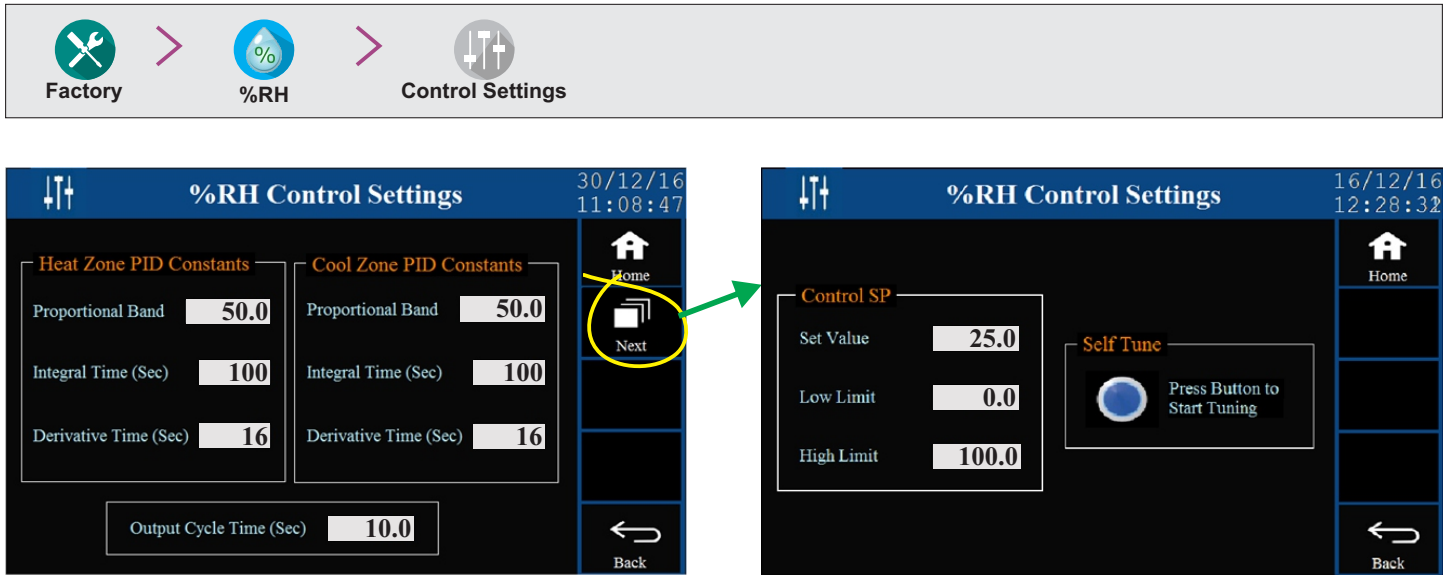 Factory
%
%RH
Control Settings
%RH Control Settings
30/12/16
11:08:47
Heat Zone PID Constants
Proportional Band 50.0
Integral Time (Sec) 100
Derivative Time (Sec) 16
Cool Zone PID Constants
Proportional Band 50.0
Integral Time (Sec) 100
Derivative Time (Sec) 16
Output Cycle Time (Sec) 10.0
Home
Next
Back
%RH Control Settings
16/12/16
Control SP
Set Value 25.0
Low Limit 0.0
High Limit 100.0
Self Tune
Press Button to
Start Tuning
Home
Back